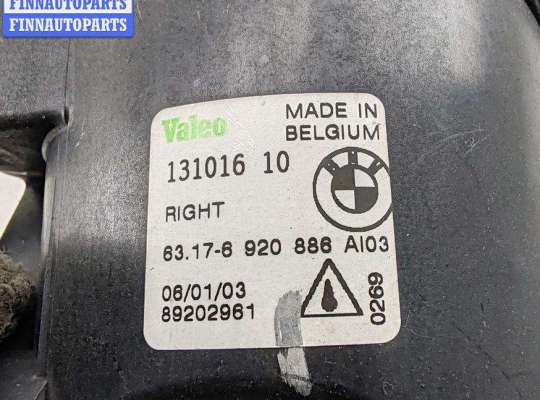 FINNAUTOPARTS
FINNAUTOPARTS
Valeo
MADE IN
BELGIUM
131016 10
RIGHT
63.17-6 920 886 AI03
06/01/03
89202961
0269